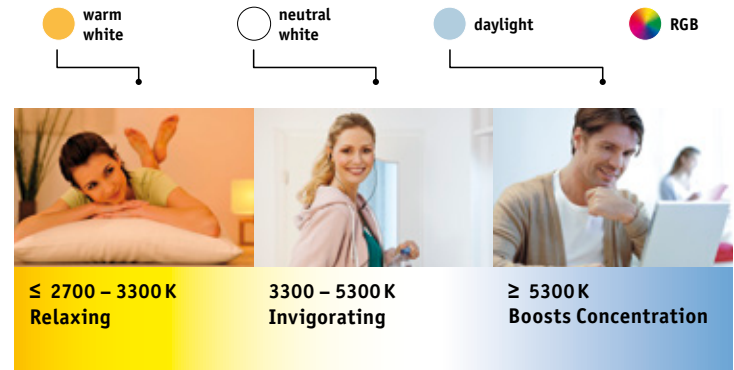 warm
white
neutral
white
daylight
RGB
≤ 2700 – 3300 K
Relaxing
3300 – 5300 K
Invigorating
≥ 5300 K
Boosts Concentration